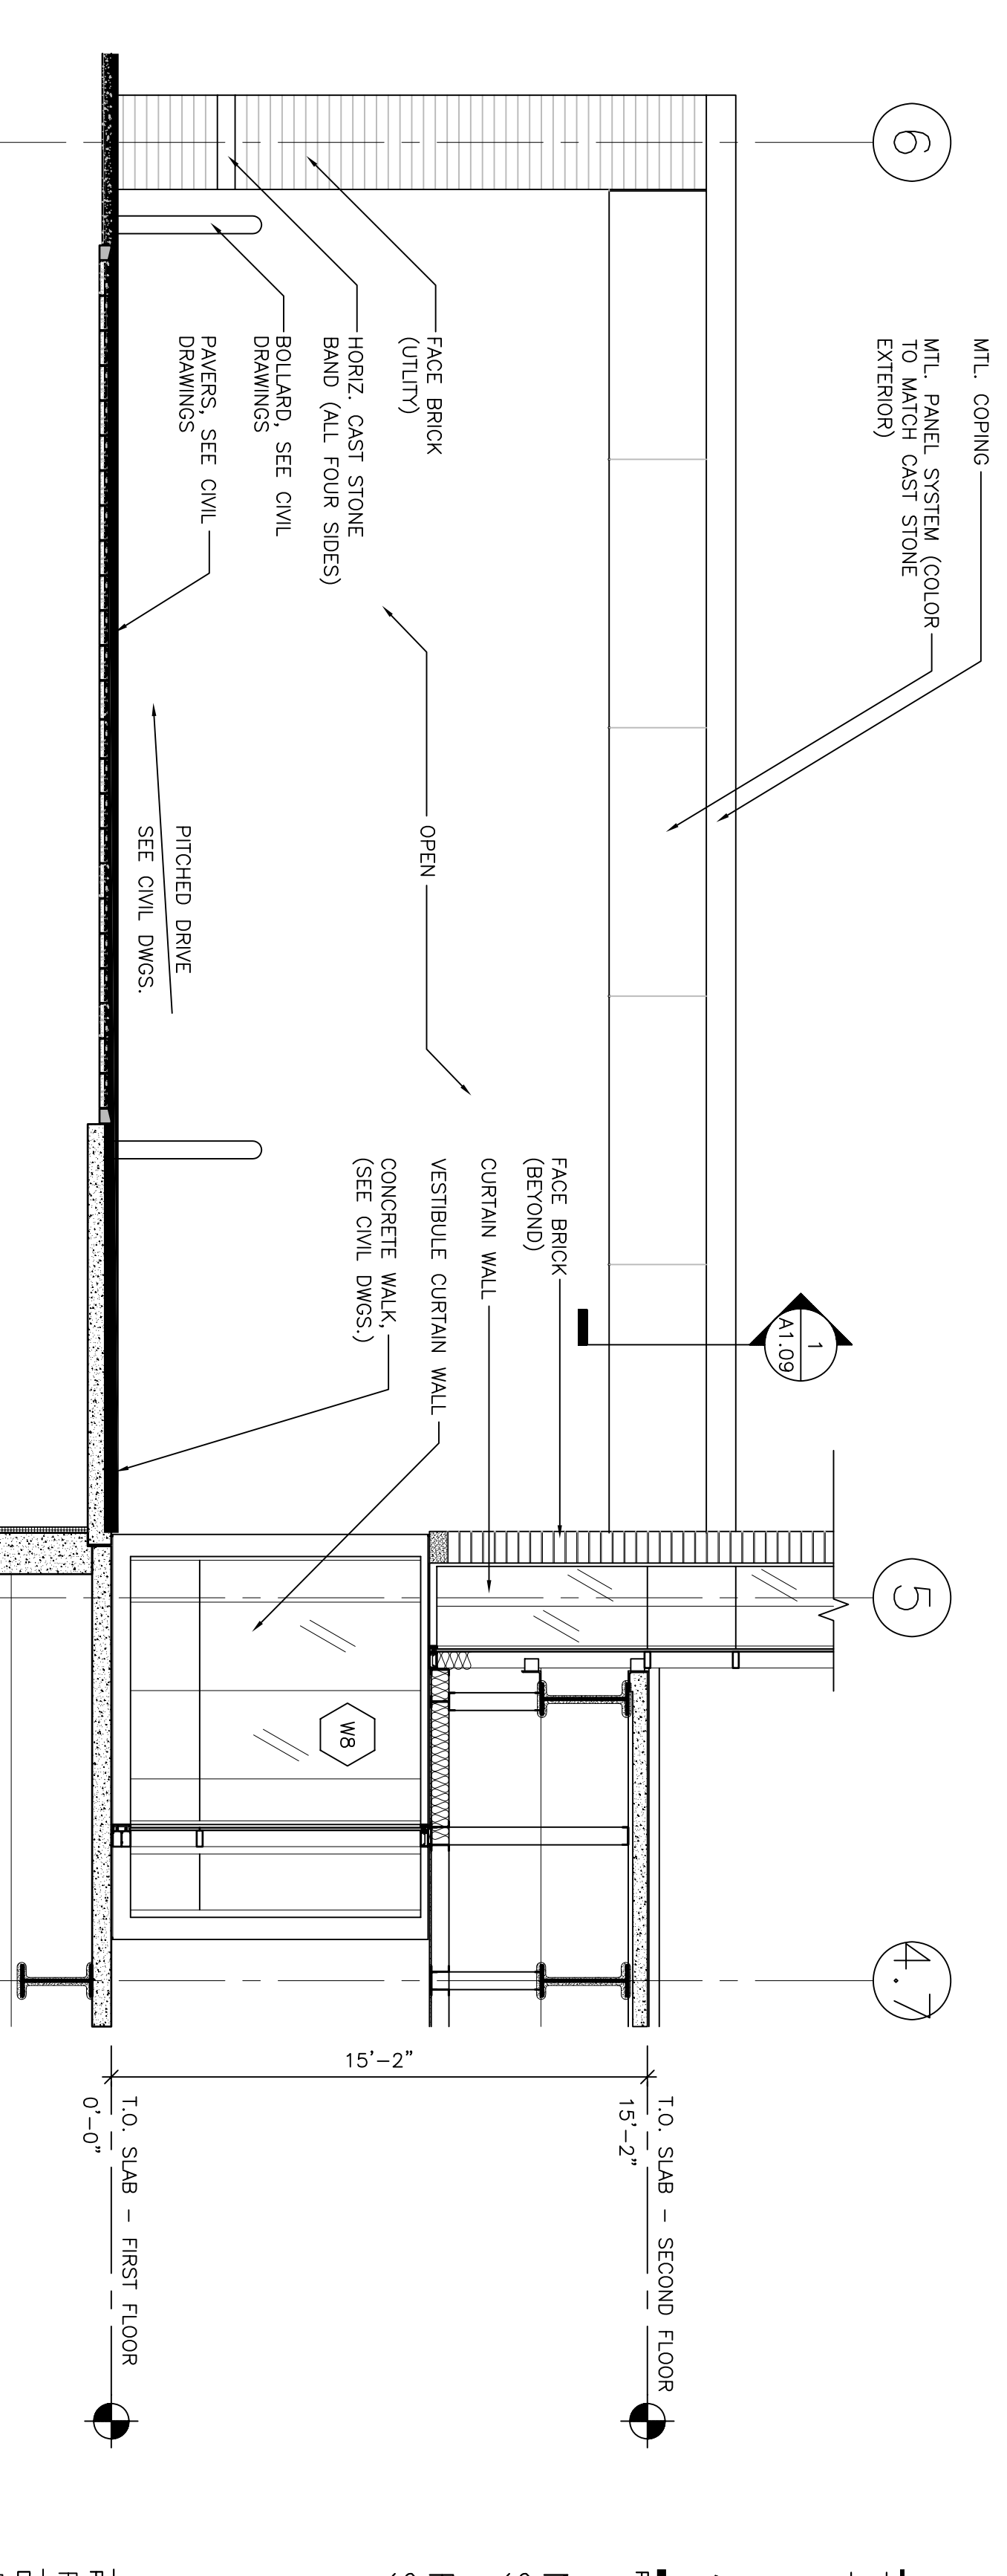 6
5
4.7
MTL. COPING
MTL. PANEL SYSTEM (COLOR
TO MATCH CAST STONE
EXTERIOR)
1
A1.09
FACE BRICK
(UTLITY)
HORIZ. CAST STONE
BAND (ALL FOUR SIDES)
BOLLARD, SEE CIVIL
DRAWINGS
PAVERS, SEE CIVIL
DRAWINGS
OPEN
PITCHED DRIVE
SEE CIVIL DWGS.
FACE BRICK
(BEYOND)
CURTAIN WALL
VESTIBULE CURTAIN WALL
CONCRETE WALK,
(SEE CIVIL DWGS.)
W8
15'-2"
T.O. SLAB - SECOND FLOOR
15'-2"
T.O. SLAB - FIRST FLOOR
0'-0"